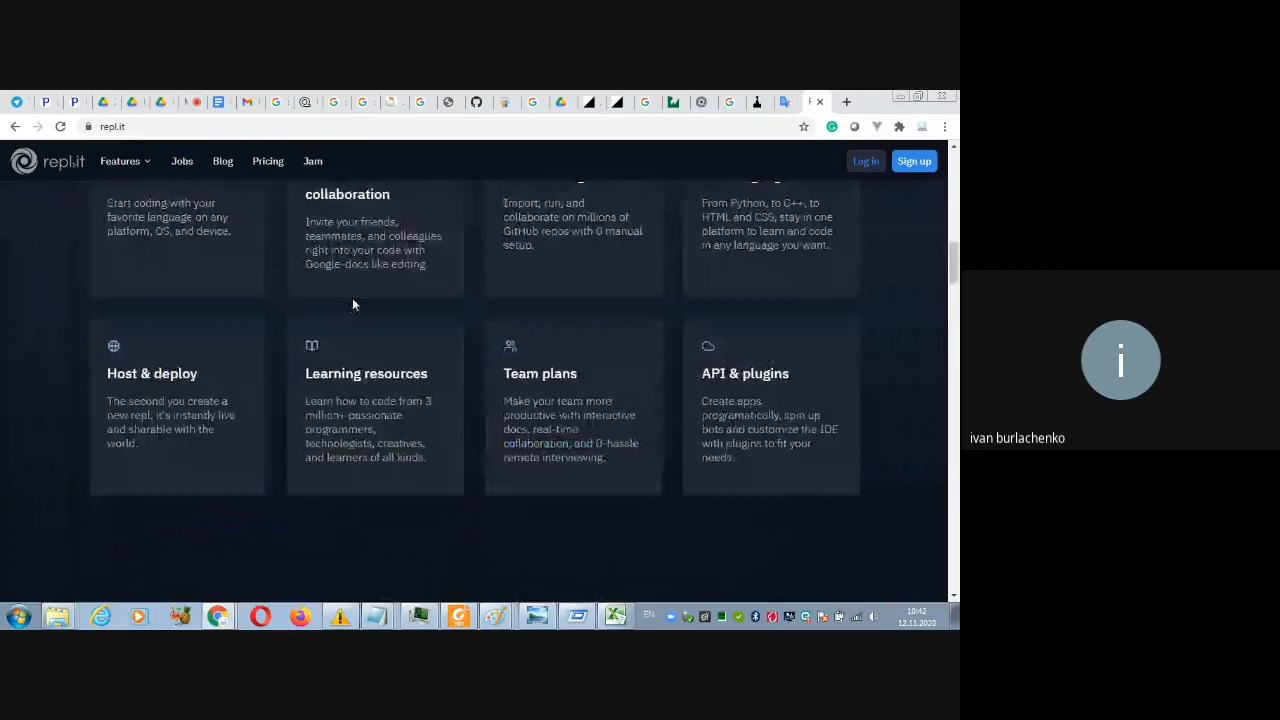 repl.it
repl.it
Features
Jobs
Blog
Pricing
Jam
Log in
Sign up
Start coding with your
favorite language on any
platform, OS, and device.
collaboration
Invite your friends,
teammates, and colleagues
right into your code with
Google-docs like editing.
Import, run, and
collaborate on millions of
GitHub repos with 0 manual
setup.
From Python, to C++, to
HTML and CSS, stay in one
platform to learn and code
in any language you want.
Host & deploy
The second you create a
new repl, it's instantly live
and sharable with the
world.
Learning resources
Learn how to code from 3
million+ passionate
programmers,
technologists, creatives,
and learners of all kinds.
Team plans
Make your team more
productive with interactive
docs, real-time
collaboration, and 0-hassle
remote interviewing.
API & plugins
Create apps
programatically, spin up
bots and customize the IDE
with plugins to fit your
needs.
EN
10:42
12.11.2020
i
ivan burlachenko